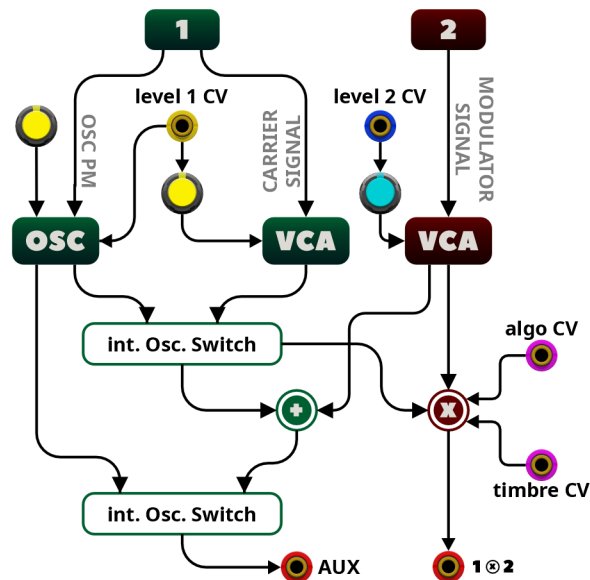 1
2
level 1 CV
level 2 CV
OSC PM
CARRIER
SIGNAL
MODULATOR
SIGNAL
OSC
VCA
VCA
int. Osc. Switch
algo CV
+
x
timbre CV
int. Osc. Switch
AUX
1 ⓧ 2